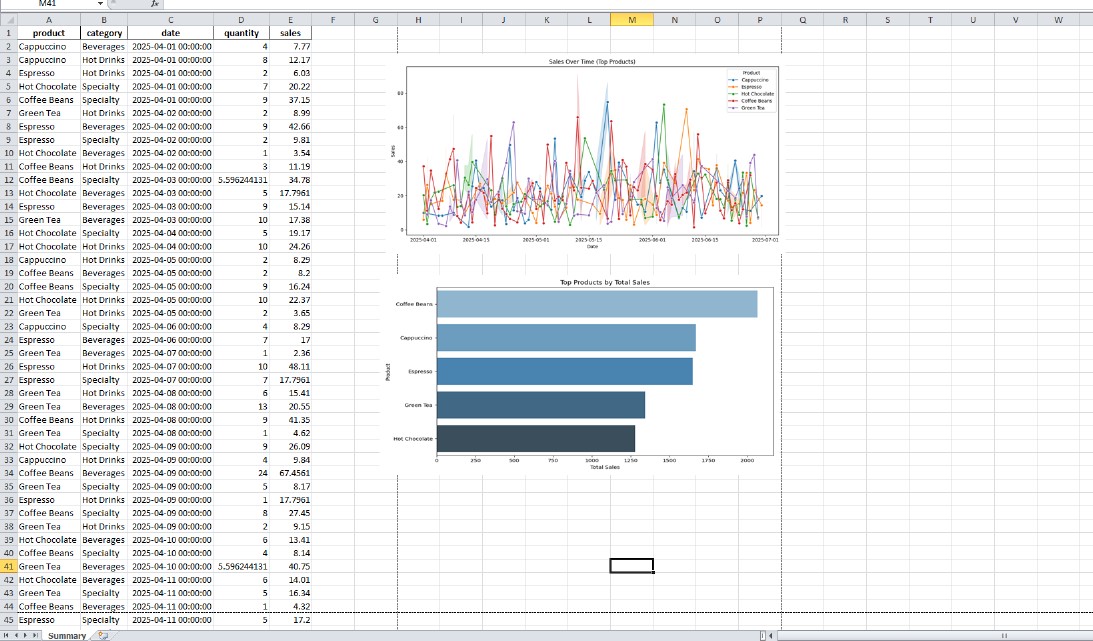 M41
fx
A B C D E F G H I J K L M N O P Q R S T U V W
1 product category date quantity sales
2 Cappuccino Beverages 2025-04-01 00:00:00 4 7.77
3 Cappuccino Hot Drinks 2025-04-01 00:00:00 8 12.17
4 Espresso Hot Drinks 2025-04-01 00:00:00 2 6.03
5 Hot Chocolate Specialty 2025-04-01 00:00:00 7 20.22
6 Coffee Beans Specialty 2025-04-01 00:00:00 9 37.15
7 Green Tea Hot Drinks 2025-04-02 00:00:00 2 8.99
8 Espresso Beverages 2025-04-02 00:00:00 9 42.66
9 Espresso Specialty 2025-04-02 00:00:00 2 9.81
10 Hot Chocolate Beverages 2025-04-02 00:00:00 1 3.54
11 Coffee Beans Hot Drinks 2025-04-02 00:00:00 3 11.19
12 Coffee Beans Specialty 2025-04-03 00:00:00 5.596244131 34.78
13 Hot Chocolate Beverages 2025-04-03 00:00:00 5 17.7961
14 Espresso Beverages 2025-04-03 00:00:00 9 15.14
15 Green Tea Hot Drinks 2025-04-03 00:00:00 10 17.38
16 Hot Chocolate Specialty 2025-04-04 00:00:00 10 19.17
17 Hot Chocolate Hot Drinks 2025-04-04 00:00:00 10 24.26
18 Cappuccino Hot Drinks 2025-04-05 00:00:00 2 8.29
19 Coffee Beans Beverages 2025-04-05 00:00:00 2 8.2
20 Coffee Beans Specialty 2025-04-05 00:00:00 9 16.24
21 Hot Chocolate Hot Drinks 2025-04-05 00:00:00 10 22.37
22 Green Tea Hot Drinks 2025-04-05 00:00:00 2 3.65
23 Cappuccino Specialty 2025-04-06 00:00:00 4 8.29
24 Espresso Beverages 2025-04-06 00:00:00 7 17
25 Green Tea Beverages 2025-04-07 00:00:00 1 2.36
26 Espresso Hot Drinks 2025-04-07 00:00:00 10 48.11
27 Espresso Specialty 2025-04-07 00:00:00 7 17.7961
28 Green Tea Hot Drinks 2025-04-08 00:00:00 6 15.41
29 Green Tea Beverages 2025-04-08 00:00:00 13 20.55
30 Coffee Beans Hot Drinks 2025-04-08 00:00:00 9 41.35
31 Green Tea Specialty 2025-04-08 00:00:00 1 4.62
32 Hot Chocolate Specialty 2025-04-09 00:00:00 9 26.09
33 Cappuccino Hot Drinks 2025-04-09 00:00:00 4 9.84
34 Coffee Beans Beverages 2025-04-09 00:00:00 24 67.4561
35 Green Tea Specialty 2025-04-09 00:00:00 5 8.17
36 Espresso Hot Drinks 2025-04-09 00:00:00 1 17.7961
37 Coffee Beans Specialty 2025-04-09 00:00:00 8 27.45
38 Green Tea Hot Drinks 2025-04-09 00:00:00 2 9.15
39 Hot Chocolate Beverages 2025-04-10 00:00:00 6 13.41
40 Coffee Beans Specialty 2025-04-10 00:00:00 4 8.14
41 Green Tea Beverages 2025-04-10 00:00:00 5.596244131 40.75
42 Hot Chocolate Beverages 2025-04-11 00:00:00 6 14.01
43 Green Tea Specialty 2025-04-11 00:00:00 5 16.34
44 Coffee Beans Beverages 2025-04-11 00:00:00 1 4.32
45 Espresso Specialty 2025-04-11 00:00:00 5 17.2
Sales Over Time (Top Products)
Product
Cappuccino
Espresso
Hot Chocolate
Coffee Beans
Green Tea
Sales
80
60
40
20
0
2025-04-01 2025-04-15 2025-05-01 2025-05-15 2025-06-01 2025-06-15 2025-07-01
Date
Top Products by Total Sales
Product
Coffee Beans
Cappuccino
Espresso
Green Tea
Hot Chocolate
0 250 500 750 1000 1250 1500 1750 2000
Total Sales
Summary